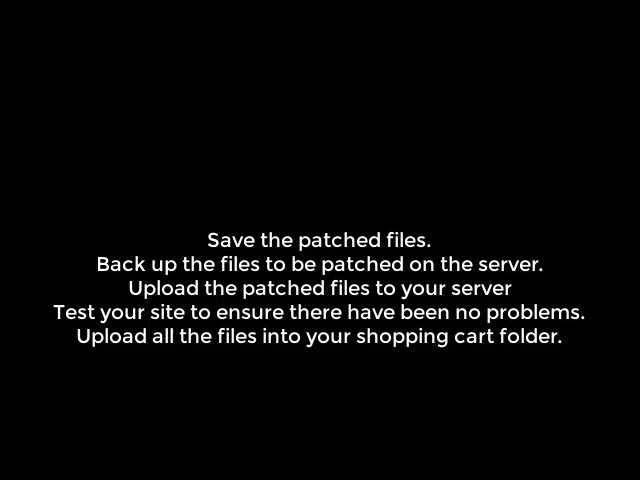 Save the patched files.
Back up the files to be patched on the server.
Upload the patched files to your server
Test your site to ensure there have been no problems.
Upload all the files into your shopping cart folder.